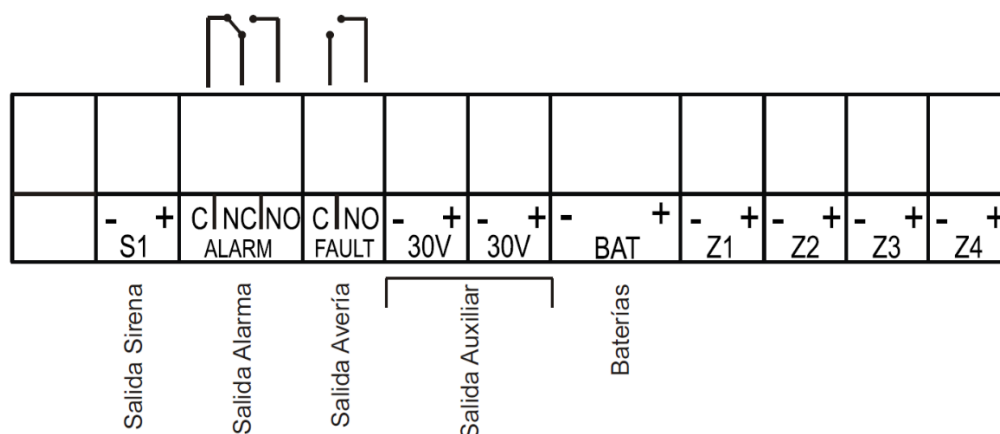 - + C NC NO C NO - + - + - + - + - + - + - +
S1 ALARM FAULT 30V 30V BAT Z1 Z2 Z3 Z4
Salida Sirena
Salida Alarma
Salida Avería
Salida Auxiliar
Baterías